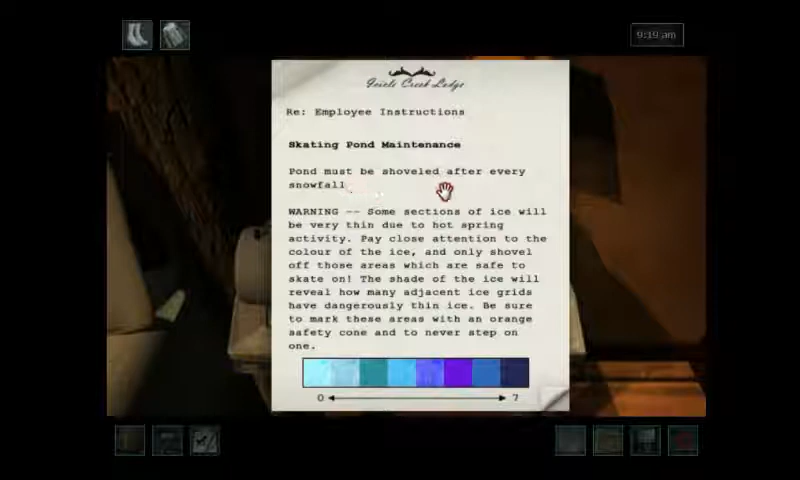 9:19 am
Icicle Creek Lodge
Re: Employee Instructions
Skating Pond Maintenance
Pond must be shoveled after every
snowfall.
WARNING -- Some sections of ice will
be very thin due to hot spring
activity. Pay close attention to the
colour of the ice, and only shovel
off those areas which are safe to
skate on! The shade of the ice will
reveal how many adjacent ice grids
have dangerously thin ice. Be sure
to mark these areas with an orange
safety cone and to never step on
one.
0 7